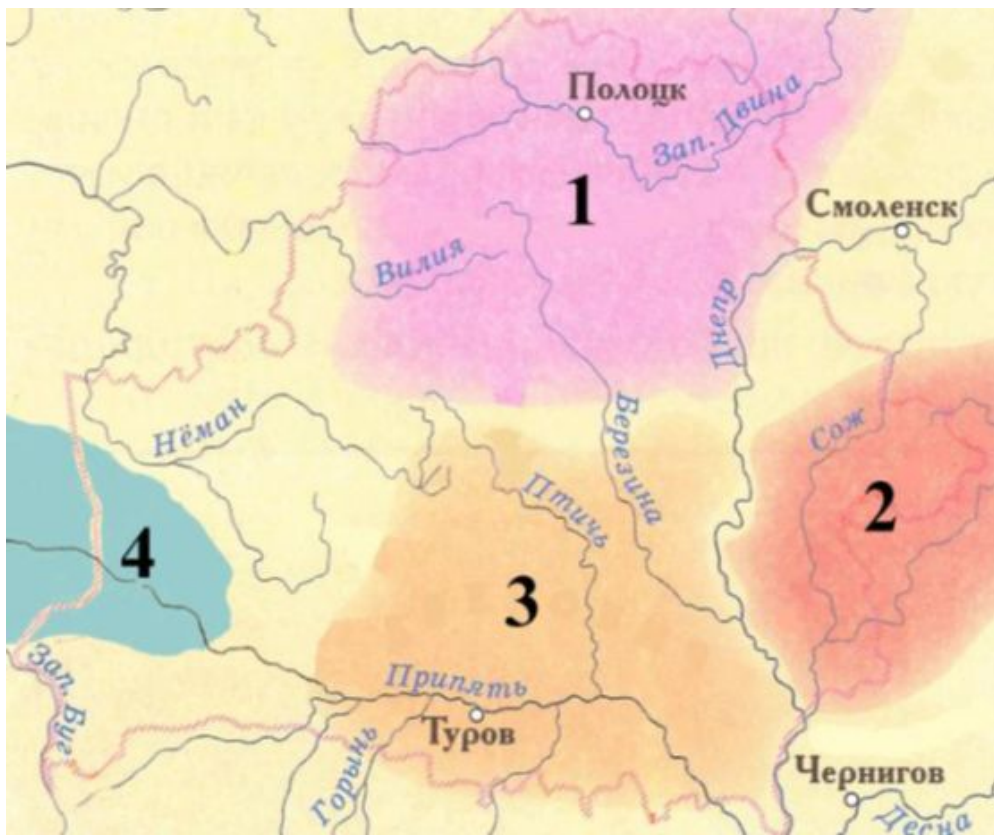 Полоцк
Зап. Двина
1
Смоленск
Вилия
Днепр
Нёман
Березина
Сож
Птичь
2
4
3
Зап. Буг
Припять
Туров
Горынь
Чернигов
Десна